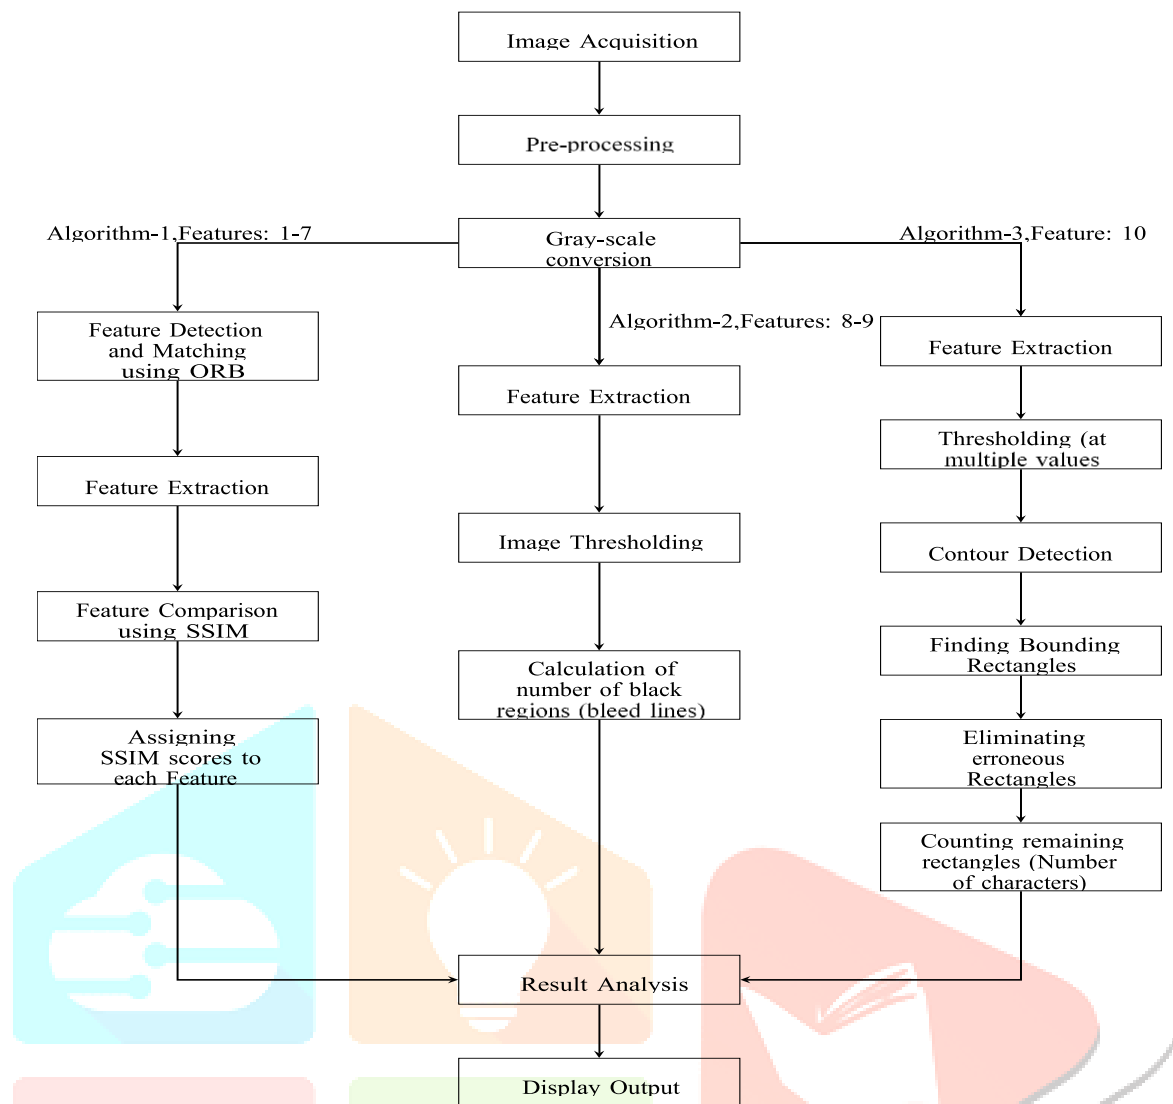 Image Acquisition
Pre-processing
Gray-scale
conversion
Algorithm-1,Features: 1-7
Feature Detection
and Matching
using ORB
Feature Extraction
Feature Comparison
using SSIM
Assigning
SSIM scores to
each Feature
Algorithm-2,Features: 8-9
Feature Extraction
Image Thresholding
Calculation of
number of black
regions (bleed lines)
Algorithm-3,Feature: 10
Feature Extraction
Thresholding (at
multiple values
Contour Detection
Finding Bounding
Rectangles
Eliminating
erroneous
Rectangles
Counting remaining
rectangles (Number
of characters)
Result Analysis
Display Output